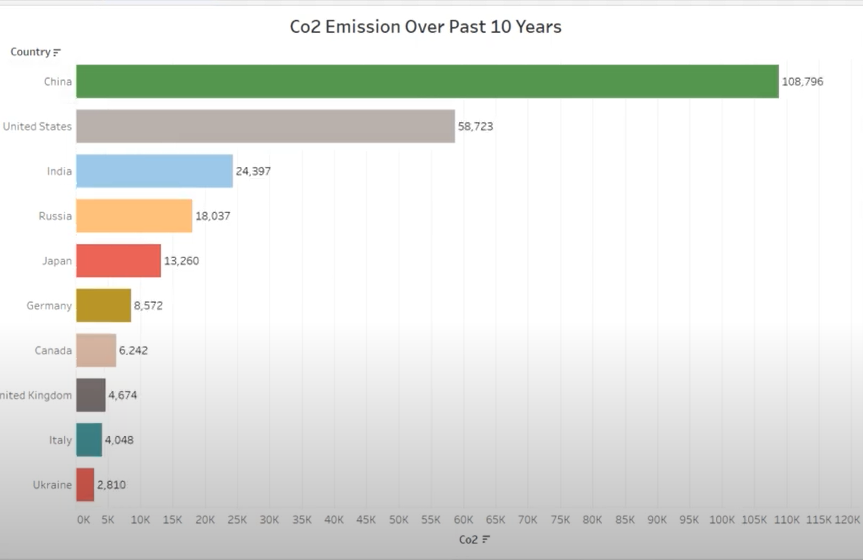 Co2 Emission Over Past 10 Years
Country
China 108,796
United States 58,723
India 24,397
Russia 18,037
Japan 13,260
Germany 8,572
Canada 6,242
nited Kingdom 4,674
Italy 4,048
Ukraine 2,810
0K 5K 10K 15K 20K 25K 30K 35K 40K 45K 50K 55K 60K 65K 70K 75K 80K 85K 90K 95K 100K 105K 110K 115K 120K
Co2